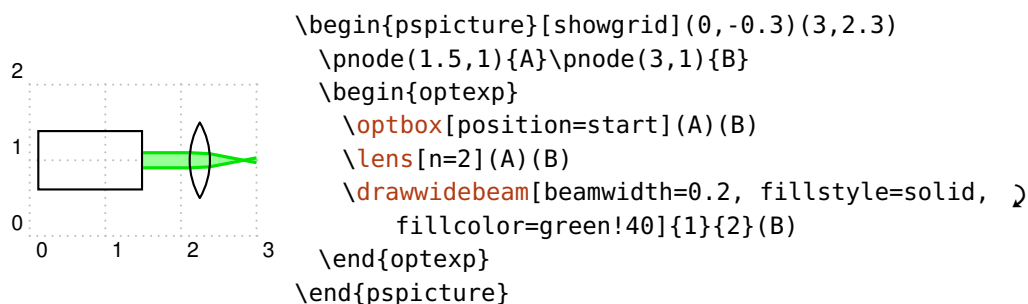 2
1
0
0 1 2 3
\begin{pspicture}[showgrid](0,-0.3)(3,2.3)
  \pnode(1.5,1){A}\pnode(3,1){B}
  \begin{optexp}
    \optbox[position=start](A)(B)
    \lens[n=2](A)(B)
    \drawwidebeam[beamwidth=0.2, fillstyle=solid,
        fillcolor=green!40]{1}{2}(B)
  \end{optexp}
\end{pspicture}